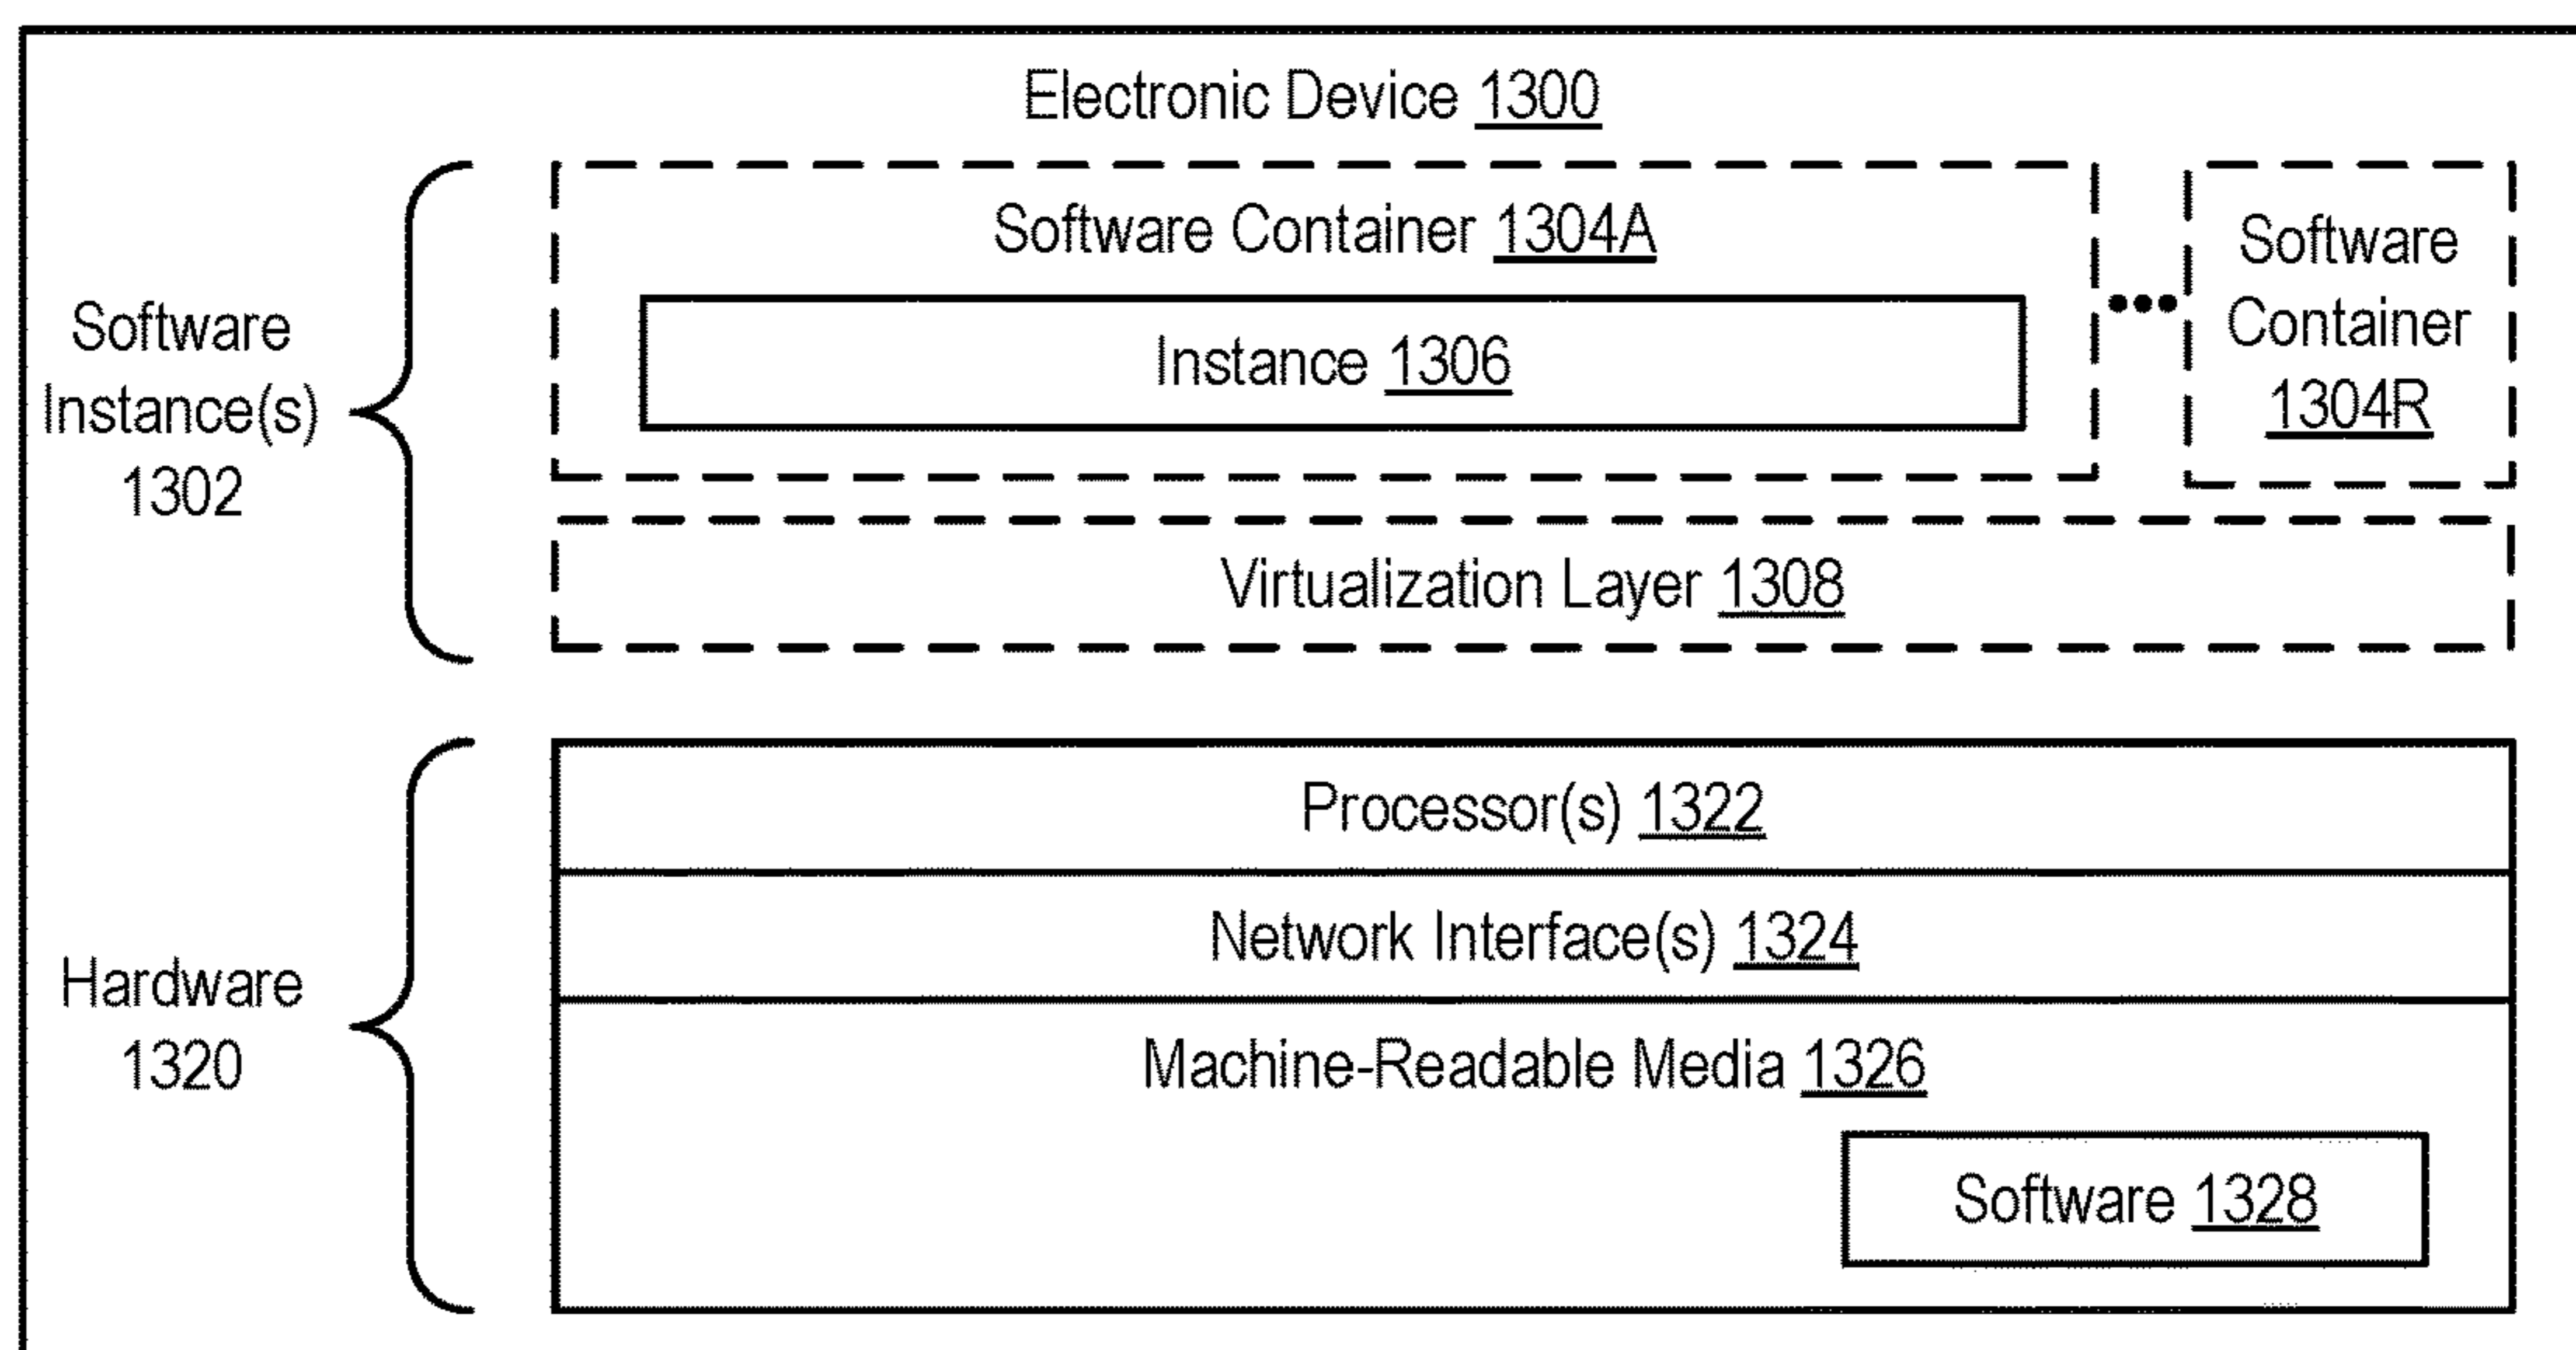 Electronic Device 1300
Software Container 1304A
Instance 1306
Software
Container
1304R
Software
Instance(s)
1302
Virtualization Layer 1308
Processor(s) 1322
Network Interface(s) 1324
Hardware
1320
Machine-Readable Media 1326
Software 1328